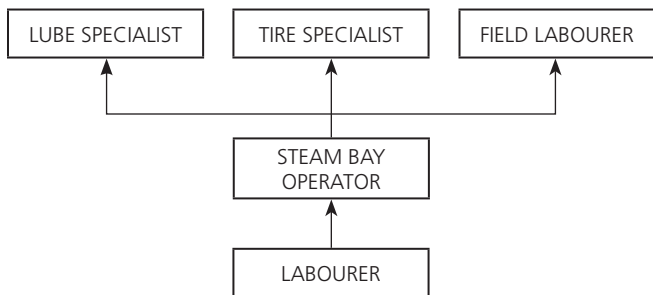 LUBE SPECIALIST
TIRE SPECIALIST
FIELD LABOURER
STEAM BAY
OPERATOR
LABOURER